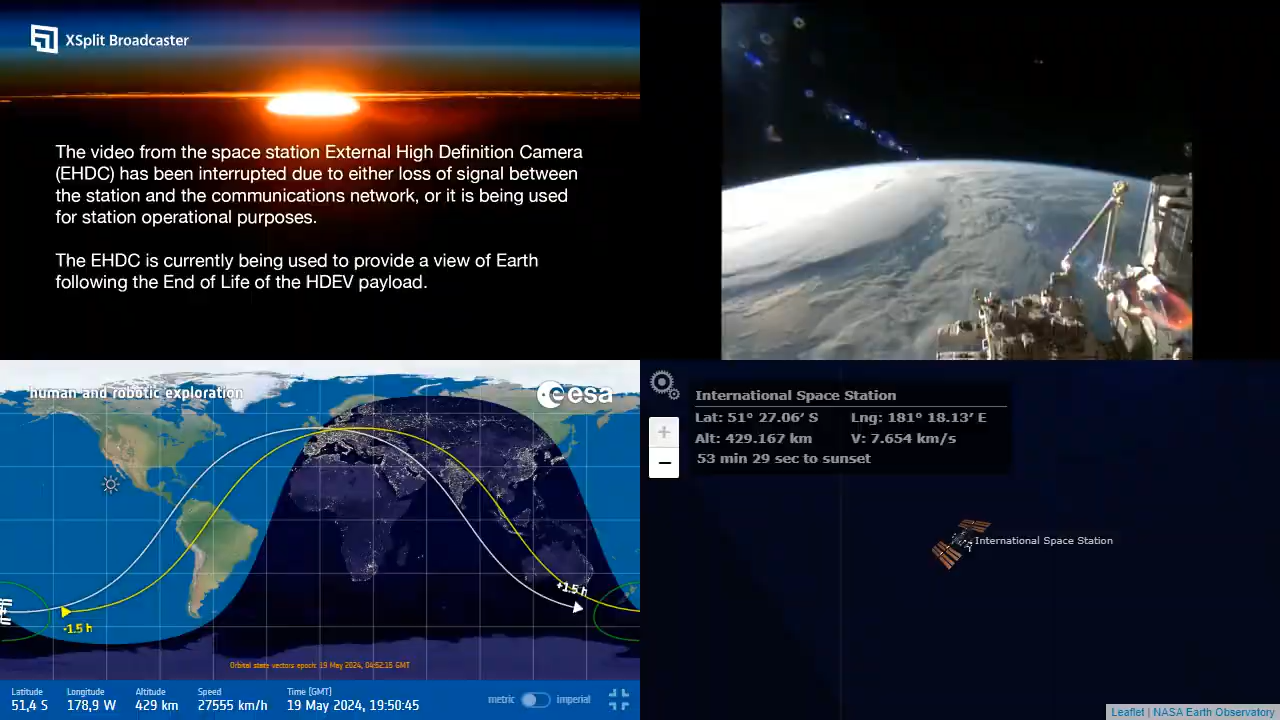 XSplit Broadcaster
The video from the space station External High Definition Camera
(EHDC) has been interrupted due to either loss of signal between
the station and the communications network, or it is being used
for station operational purposes.
The EHDC is currently being used to provide a view of Earth
following the End of Life of the HDEV payload.
human and robotic exploration
esa
+1.5 h
-1.5 h
Orbital state vectors epoch: 19 May 2024, 04:52:15 GMT
Latitude Longitude Altitude Speed Time (GMT)
51,4 S 178,9 W 429 km 27555 km/h 19 May 2024, 19:50:45
metric imperial
International Space Station
Lat: 51° 27.06′ S Lng: 181° 18.13′ E
Alt: 429.167 km V: 7.654 km/s
53 min 29 sec to sunset
+
−
International Space Station
Leaflet | NASA Earth Observatory